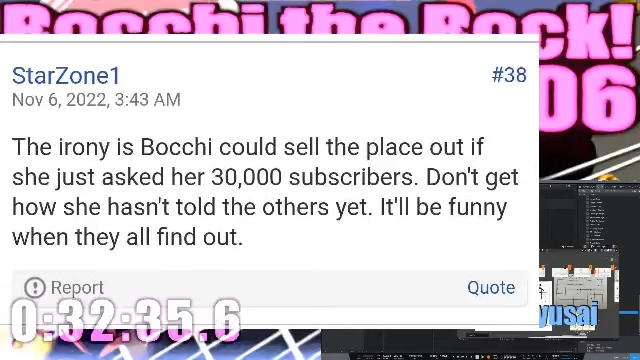 Bocchi the Rock!
06
StarZone1
#38
Nov 6, 2022, 3:43 AM
The irony is Bocchi could sell the place out if
she just asked her 30,000 subscribers. Don't get
how she hasn't told the others yet. It'll be funny
when they all find out.
Report
Quote
0:32:35.6
yusai